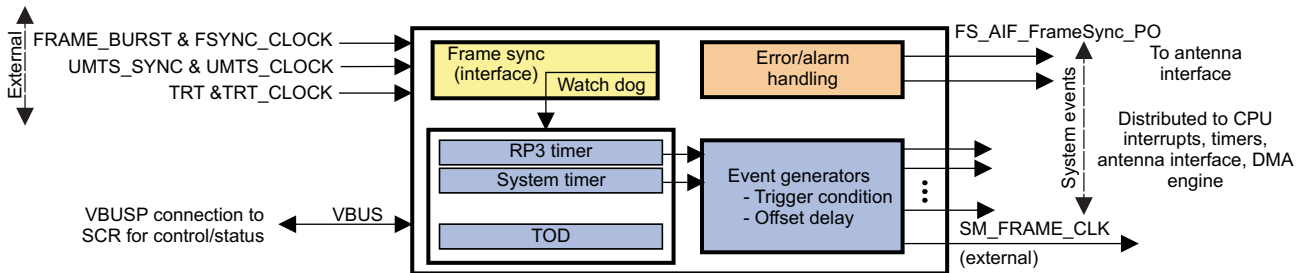 External
FRAME_BURST & FSYNC_CLOCK
UMTS_SYNC & UMTS_CLOCK
TRT &TRT_CLOCK
VBUSP connection to
SCR for control/status
VBUS
Frame sync
(interface)
Watch dog
RP3 timer
System timer
TOD
Error/alarm
handling
Event generators
- Trigger condition
- Offset delay
FS_AIF_FrameSync_PO
To antenna
interface
System events
Distributed to CPU
interrupts, timers,
antenna interface, DMA
engine
SM_FRAME_CLK
(external)